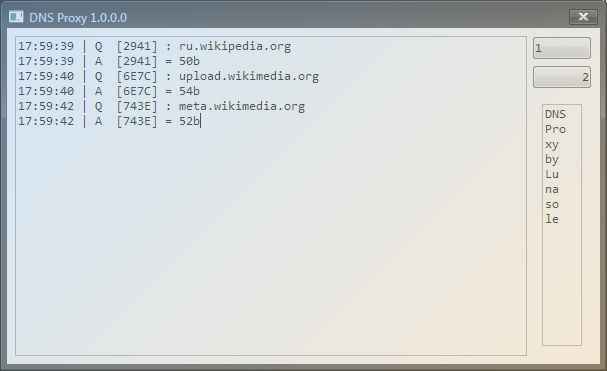 DNS Proxy 1.0.0.0
17:59:39 | Q  [2941] : ru.wikipedia.org
17:59:39 | A  [2941] = 50b
17:59:40 | Q  [6E7C] : upload.wikimedia.org
17:59:40 | A  [6E7C] = 54b
17:59:42 | Q  [743E] : meta.wikimedia.org
17:59:42 | A  [743E] = 52b
1
2
DNS
Pro
xy
by
Lu
na
so
le